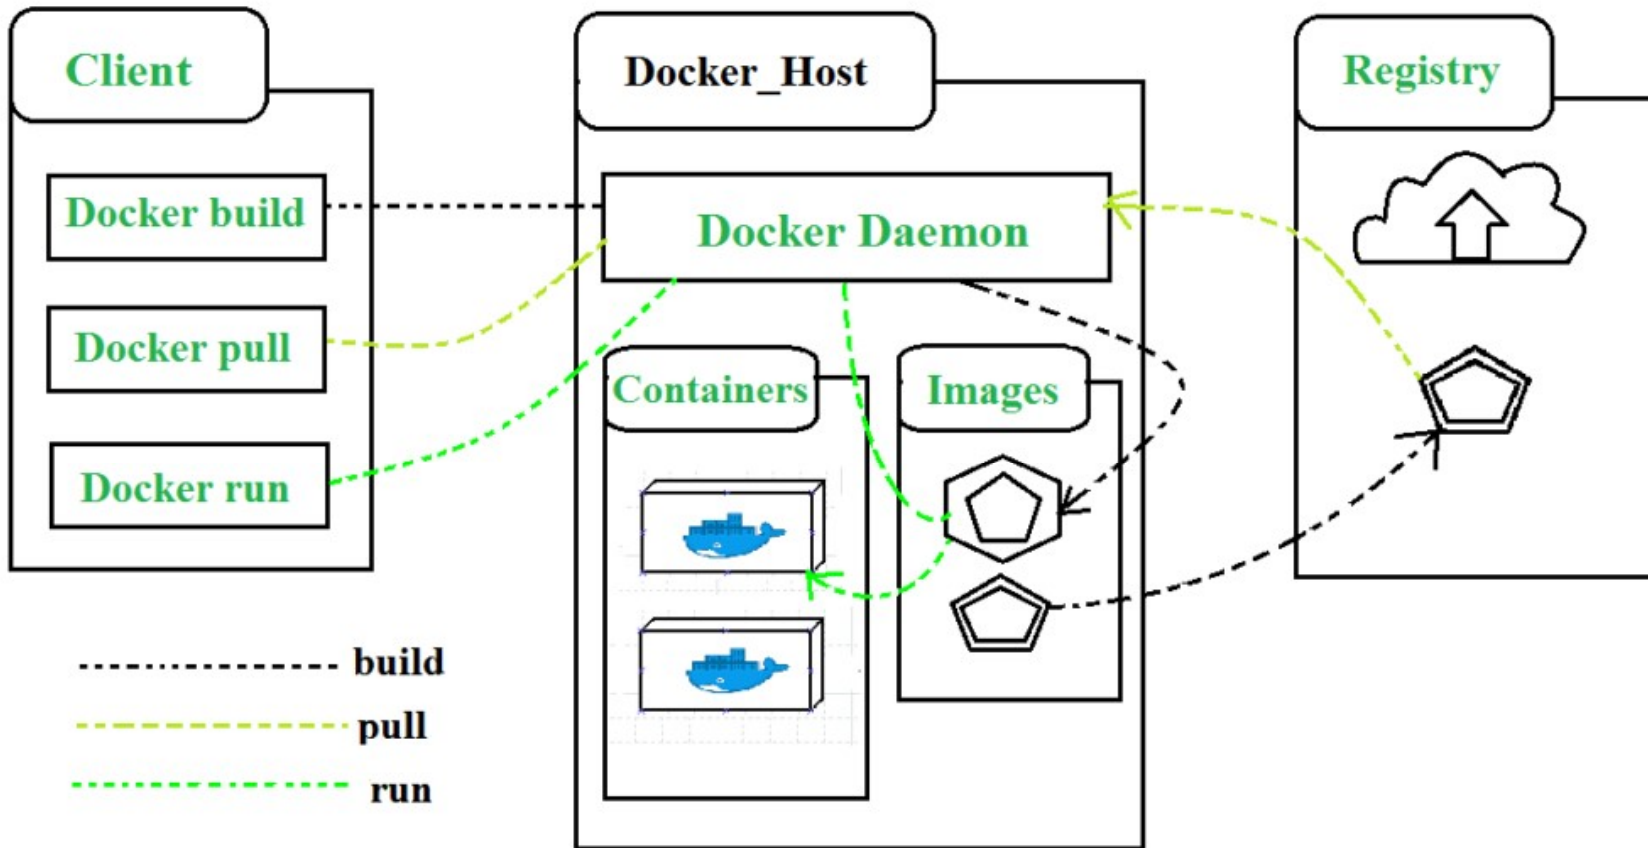 Client
Docker build
Docker pull
Docker run
Docker_Host
Docker Daemon
Containers
Images
Registry
build
pull
run